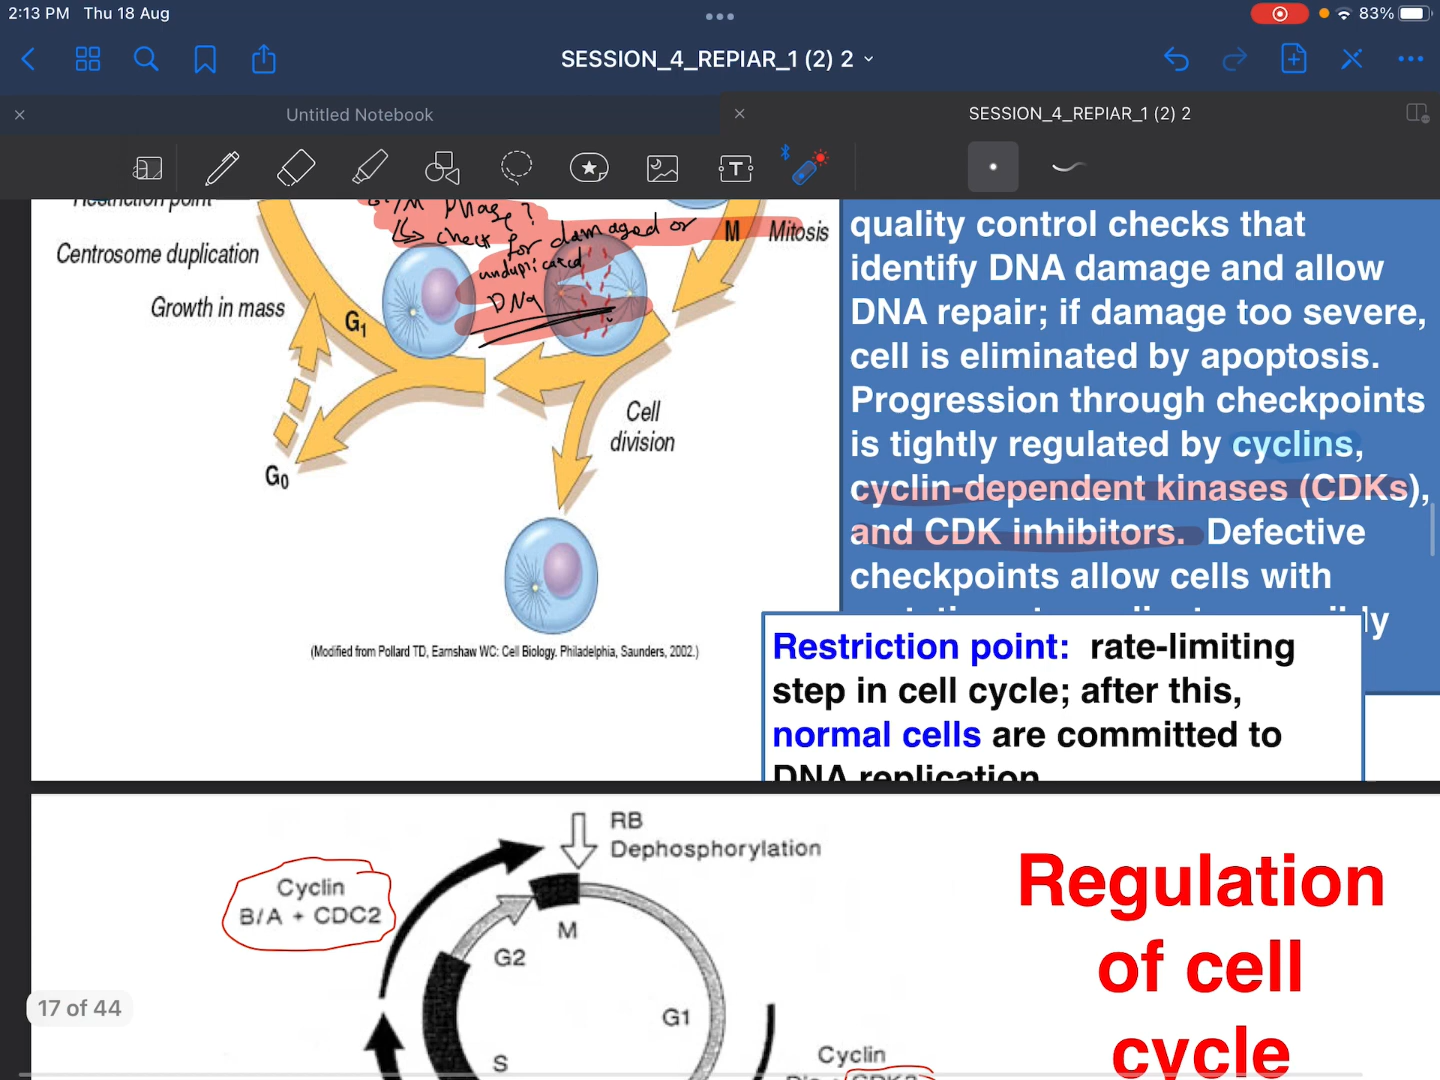 2:13 PM Thu 18 Aug
83%
SESSION_4_REPIAR_1 (2) 2
Untitled Notebook
SESSION_4_REPIAR_1 (2) 2
Restriction point
Centrosome duplication
Growth in mass
G1
G0
G/M Phase?
↳ check for damaged or
unduplicated
DNA
M Mitosis
Cell
division
(Modified from Pollard TD, Earnshaw WC: Cell Biology. Philadelphia, Saunders, 2002.)
quality control checks that
identify DNA damage and allow
DNA repair; if damage too severe,
cell is eliminated by apoptosis.
Progression through checkpoints
is tightly regulated by cyclins,
cyclin-dependent kinases (CDKs),
and CDK inhibitors. Defective
checkpoints allow cells with
Restriction point: rate-limiting
step in cell cycle; after this,
normal cells are committed to
DNA replication
RB
Dephosphorylation
Cyclin
B/A + CDC2
M
G2
G1
S
Cyclin
Regulation
of cell
cycle
17 of 44